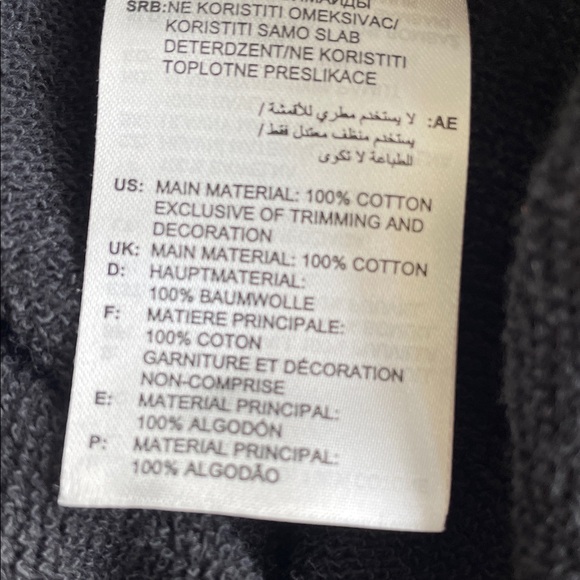 SRB:NE KORISTITI OMEKSIVAC/
KORISTITI SAMO SLAB
DETERDZENT/NE KORISTITI
TOPLOTNE PRESLIKACE
AE: لا يستخدم مطري للأقمشة /
يستخدم منظف معتدل فقط /
للطباعة لا تكوى
US: MAIN MATERIAL: 100% COTTON
EXCLUSIVE OF TRIMMING AND
DECORATION
UK: MAIN MATERIAL: 100% COTTON
D: HAUPTMATERIAL:
100% BAUMWOLLE
F: MATIERE PRINCIPALE:
100% COTON
GARNITURE ET DÉCORATION
NON-COMPRISE
E: MATERIAL PRINCIPAL:
100% ALGODÓN
P: MATERIAL PRINCIPAL:
100% ALGODÃO